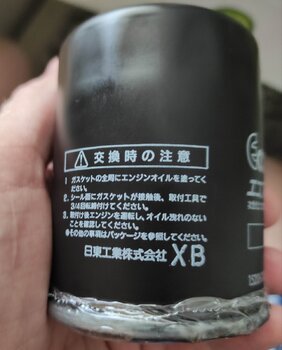 交換時の注意
1. ガスケットの全周にエンジンオイルを塗ってく
ださい。
2. シール面にガスケットが接触後、取付工具で
3/4回転締付けてください。
3. 取付け後エンジンを運転し、オイル洩れのない
ことを確認してください。
●その他の事項はパッケージを参照してください。
日東工業株式会社 XB